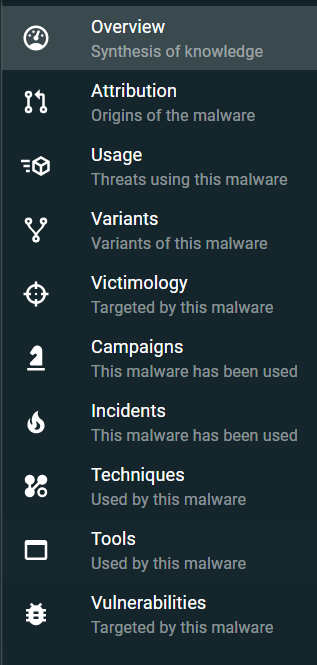 Overview
Synthesis of knowledge
Attribution
Origins of the malware
Usage
Threats using this malware
Variants
Variants of this malware
Victimology
Targeted by this malware
Campaigns
This malware has been used
Incidents
This malware has been used
Techniques
Used by this malware
Tools
Used by this malware
Vulnerabilities
Targeted by this malware